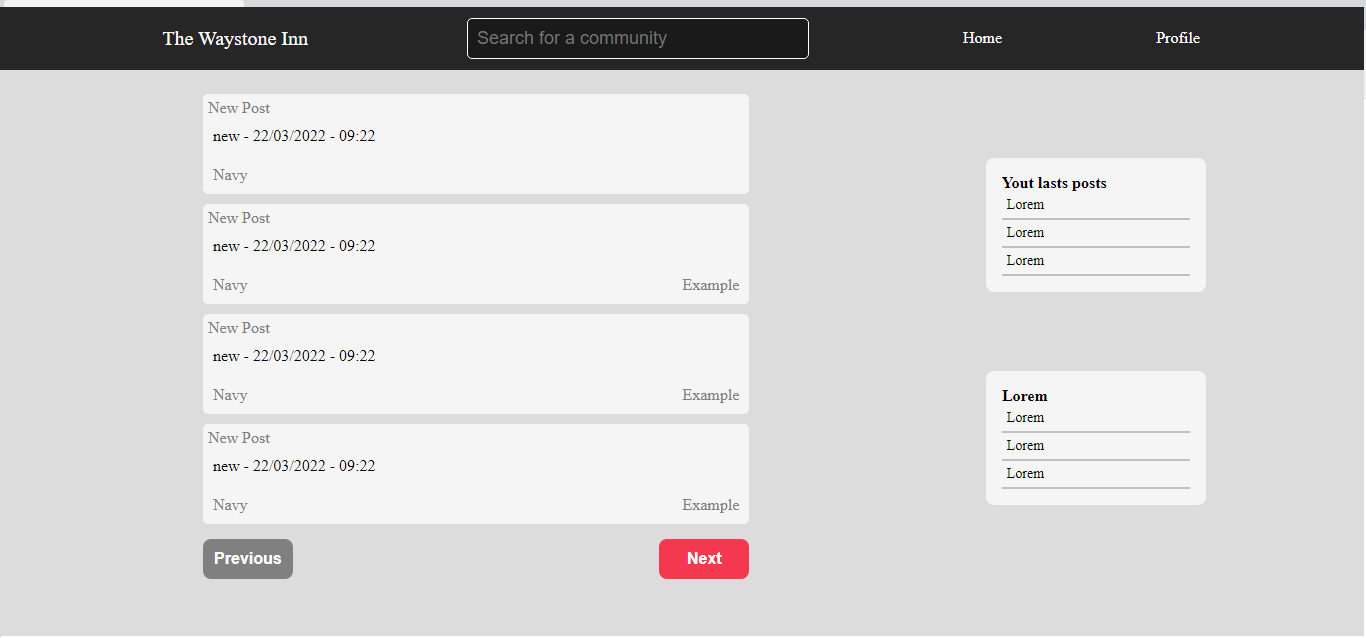 The Waystone Inn
Search for a community
Home
Profile
New Post
new - 22/03/2022 - 09:22
Navy
New Post
new - 22/03/2022 - 09:22
Navy
Example
New Post
new - 22/03/2022 - 09:22
Navy
Example
New Post
new - 22/03/2022 - 09:22
Navy
Example
Previous
Next
Yout lasts posts
Lorem
Lorem
Lorem
Lorem
Lorem
Lorem
Lorem